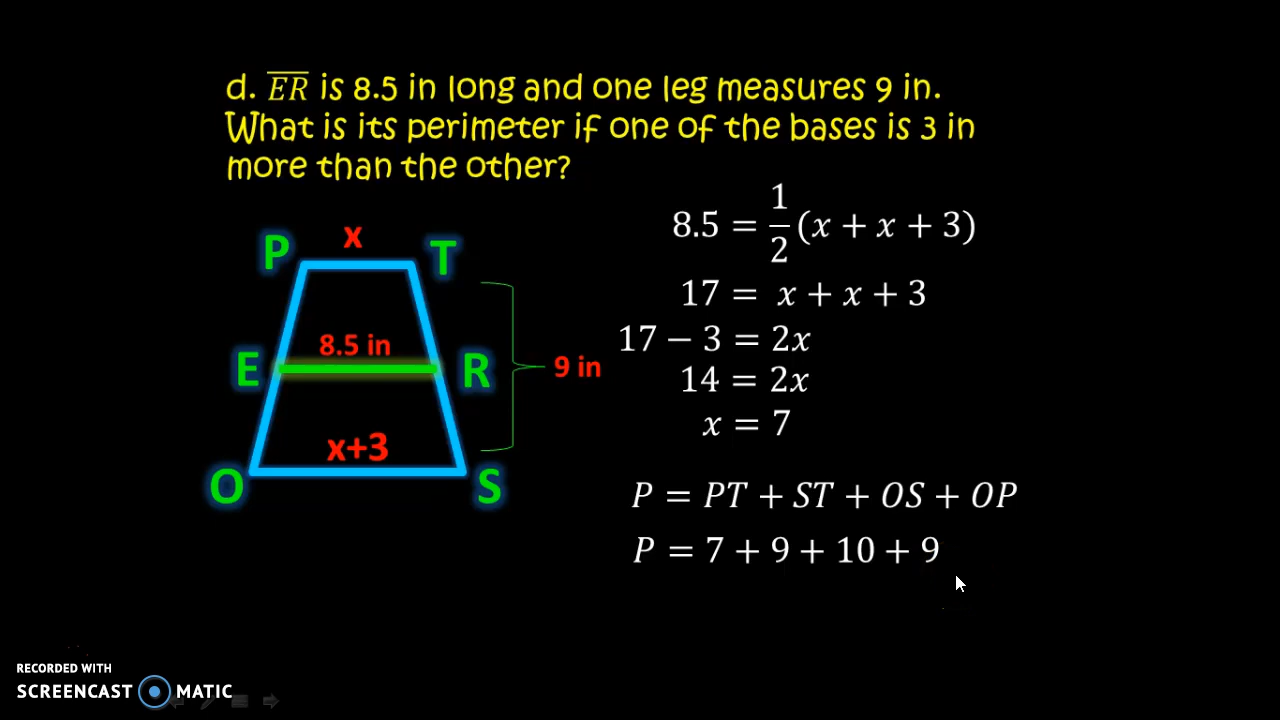 d. ER is 8.5 in long and one leg measures 9 in.
What is its perimeter if one of the bases is 3 in
more than the other?
8.5 = 1/2 (x + x + 3)
17 = x + x + 3
17 − 3 = 2x
14 = 2x
x = 7
P = PT + ST + OS + OP
P = 7 + 9 + 10 + 9
x
P T
8.5 in
E R
9 in
x+3
O S
RECORDED WITH
SCREENCAST MATIC